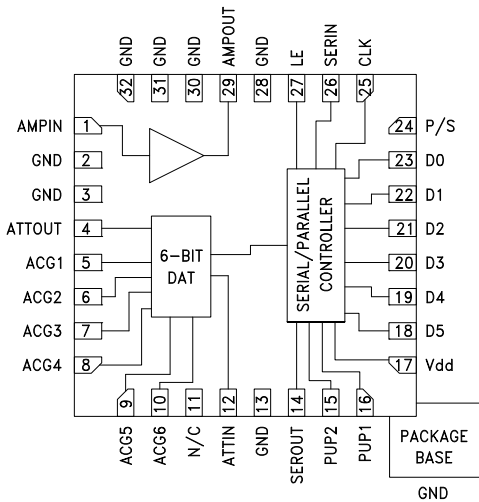 GND
GND
GND
AMPOUT
GND
LE
SERIN
CLK
32
31
30
29
28
27
26
25
AMPIN 1
GND 2
GND 3
ATTOUT 4
ACG1 5
ACG2 6
ACG3 7
ACG4 8
6-BIT
DAT
SERIAL/PARALLEL
CONTROLLER
24 P/S
23 D0
22 D1
21 D2
20 D3
19 D4
18 D5
17 Vdd
9
10
11
12
13
14
15
16
ACG5
ACG6
N/C
ATTIN
GND
SEROUT
PUP2
PUP1
PACKAGE
BASE
GND